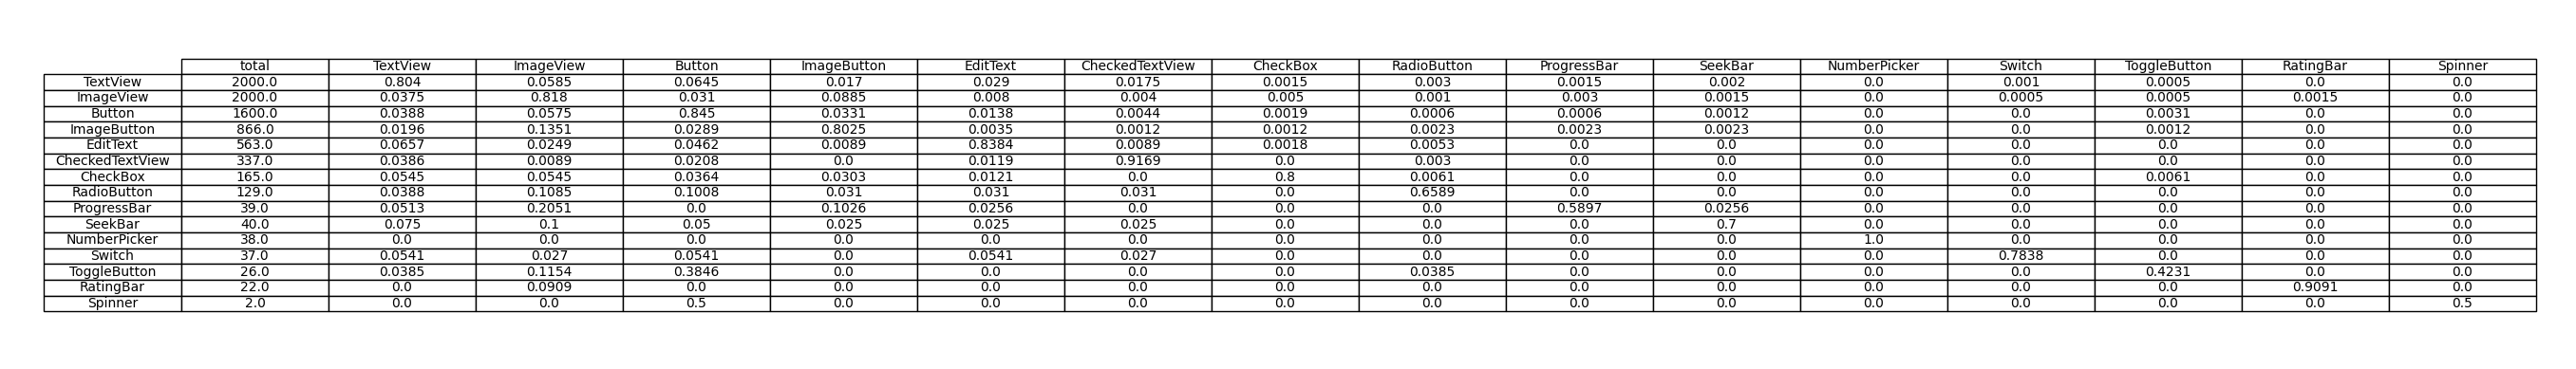 total TextView ImageView Button ImageButton EditText CheckedTextView CheckBox RadioButton ProgressBar SeekBar NumberPicker Switch ToggleButton RatingBar Spinner
TextView 2000.0 0.804 0.0585 0.0645 0.017 0.029 0.0175 0.0015 0.003 0.0015 0.002 0.0 0.001 0.0005 0.0 0.0
ImageView 2000.0 0.0375 0.818 0.031 0.0885 0.008 0.004 0.005 0.001 0.003 0.0015 0.0 0.0005 0.0005 0.0015 0.0
Button 1600.0 0.0388 0.0575 0.845 0.0331 0.0138 0.0044 0.0019 0.0006 0.0006 0.0012 0.0 0.0 0.0031 0.0 0.0
ImageButton 866.0 0.0196 0.1351 0.0289 0.8025 0.0035 0.0012 0.0012 0.0023 0.0023 0.0023 0.0 0.0 0.0012 0.0 0.0
EditText 563.0 0.0657 0.0249 0.0462 0.0089 0.8384 0.0089 0.0018 0.0053 0.0 0.0 0.0 0.0 0.0 0.0 0.0
CheckedTextView 337.0 0.0386 0.0089 0.0208 0.0 0.0119 0.9169 0.0 0.003 0.0 0.0 0.0 0.0 0.0 0.0 0.0
CheckBox 165.0 0.0545 0.0545 0.0364 0.0303 0.0121 0.0 0.8 0.0061 0.0 0.0 0.0 0.0 0.0061 0.0 0.0
RadioButton 129.0 0.0388 0.1085 0.1008 0.031 0.031 0.031 0.0 0.6589 0.0 0.0 0.0 0.0 0.0 0.0 0.0
ProgressBar 39.0 0.0513 0.2051 0.0 0.1026 0.0256 0.0 0.0 0.0 0.5897 0.0256 0.0 0.0 0.0 0.0 0.0
SeekBar 40.0 0.075 0.1 0.05 0.025 0.025 0.025 0.0 0.0 0.0 0.7 0.0 0.0 0.0 0.0 0.0
NumberPicker 38.0 0.0 0.0 0.0 0.0 0.0 0.0 0.0 0.0 0.0 0.0 1.0 0.0 0.0 0.0 0.0
Switch 37.0 0.0541 0.027 0.0541 0.0 0.0541 0.027 0.0 0.0 0.0 0.0 0.0 0.7838 0.0 0.0 0.0
ToggleButton 26.0 0.0385 0.1154 0.3846 0.0 0.0 0.0 0.0 0.0385 0.0 0.0 0.0 0.0 0.4231 0.0 0.0
RatingBar 22.0 0.0 0.0909 0.0 0.0 0.0 0.0 0.0 0.0 0.0 0.0 0.0 0.0 0.0 0.9091 0.0
Spinner 2.0 0.0 0.0 0.5 0.0 0.0 0.0 0.0 0.0 0.0 0.0 0.0 0.0 0.0 0.0 0.5